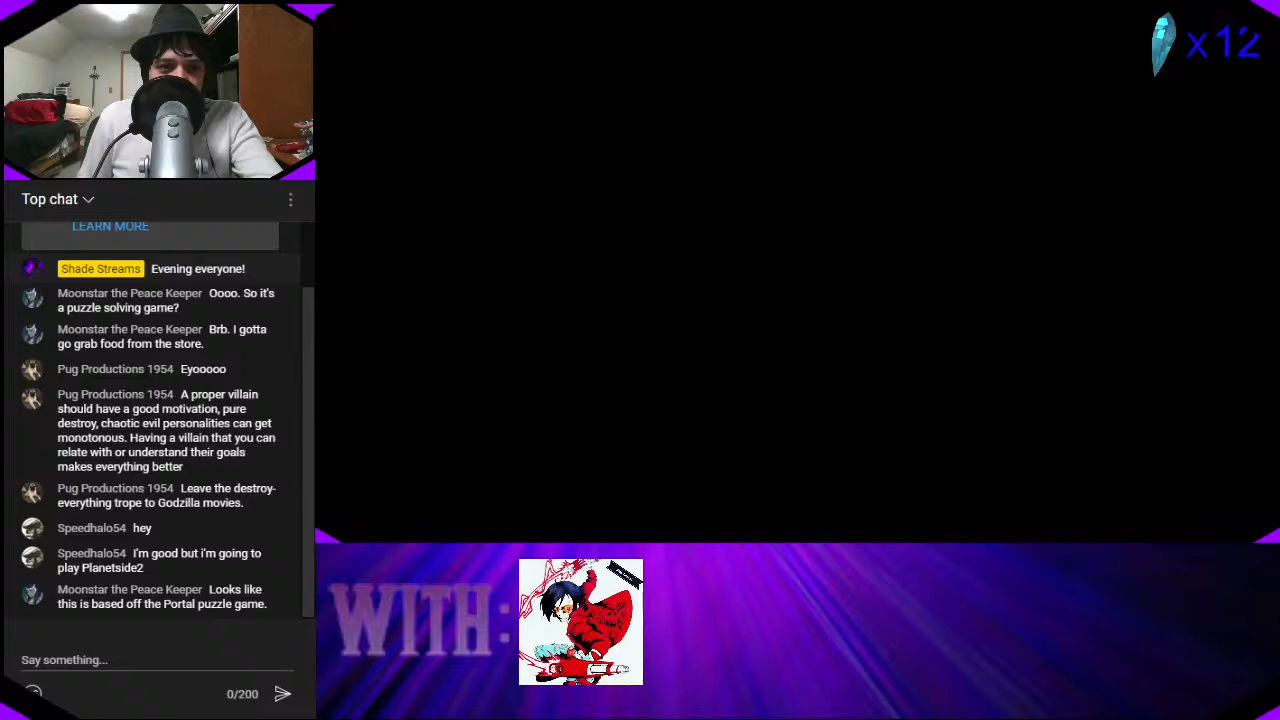 x12
Top chat
LEARN MORE
Shade Streams Evening everyone!
Moonstar the Peace Keeper Oooo. So it's
a puzzle solving game?
Moonstar the Peace Keeper Brb. I gotta
go grab food from the store.
Pug Productions 1954 Eyooooo
Pug Productions 1954 A proper villain
should have a good motivation, pure
destroy, chaotic evil personalities can get
monotonous. Having a villain that you can
relate with or understand their goals
makes everything better
Pug Productions 1954 Leave the destroy-
everything trope to Godzilla movies.
Speedhalo54 hey
Speedhalo54 I'm good but i'm going to
play Planetside2
Moonstar the Peace Keeper Looks like
this is based off the Portal puzzle game.
Say something...
0/200
WITH: